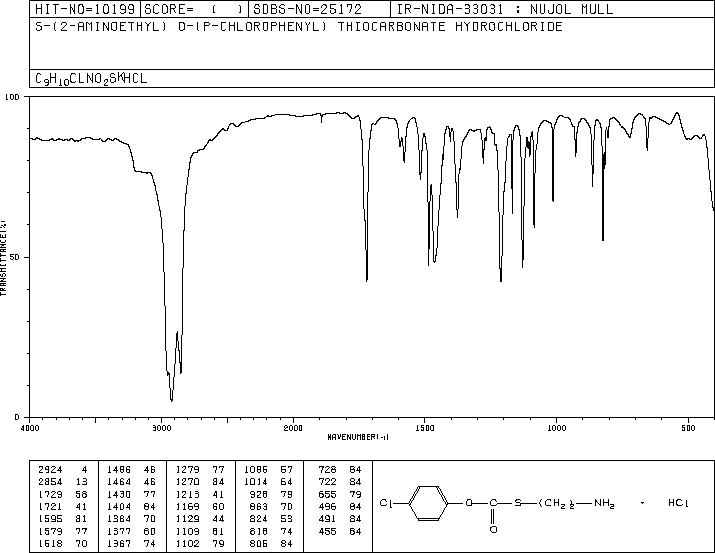 HIT-NO=10199 SCORE= ( ) SDBS-NO=25172 IR-NIDA-33031 : NUJOL MULL
S-(2-AMINOETHYL) O-(P-CHLOROPHENYL) THIOCARBONATE HYDROCHLORIDE
C9H10CLNO2S*HCL
100
50
0
TRANSMITTANCE(%)
4000 3000 2000 1500 1000 500
WAVENUMBER(-1)
2924 4 1486 46 1279 77 1086 57 728 84
2854 13 1464 46 1270 84 1014 64 722 84
1729 58 1430 77 1213 41 928 79 655 79
1721 41 1404 84 1169 60 863 70 496 84
1595 81 1384 70 1129 44 824 53 491 84
1579 77 1377 60 1109 81 818 74 455 84
1518 70 1367 74 1102 79 806 84
Cl O C S (CH2)2 NH2 · HCl
O